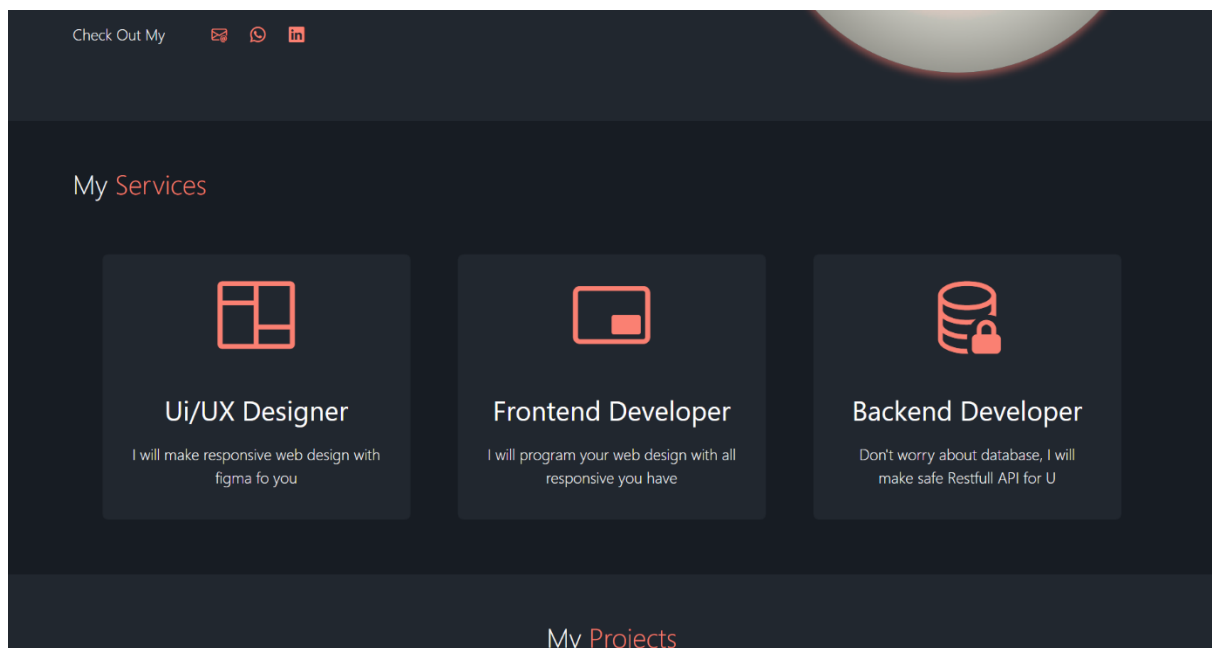 Check Out My
in
My Services
Ui/UX Designer
I will make responsive web design with
figma fo you
Frontend Developer
I will program your web design with all
responsive you have
Backend Developer
Don't worry about database, I will
make safe Restfull API for U
My Projects